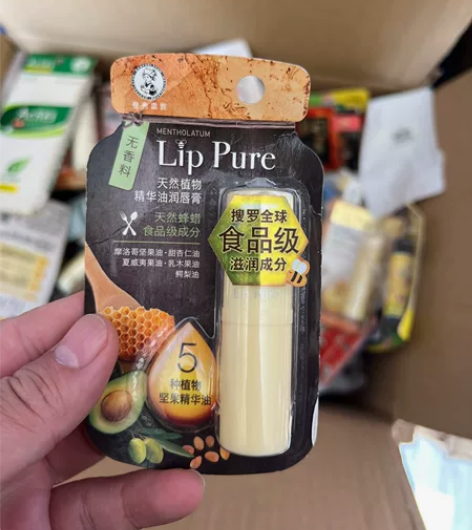 曼秀雷敦
MENTHOLATUM
Lip Pure
无香料
天然植物
精华油润唇膏
天然蜂蜡
食品级成分
摩洛哥坚果油·甜杏仁油
夏威夷果油·乳木果油
鳄梨油
搜罗全球
食品级
滋润成分
5
种植物
坚果精华油